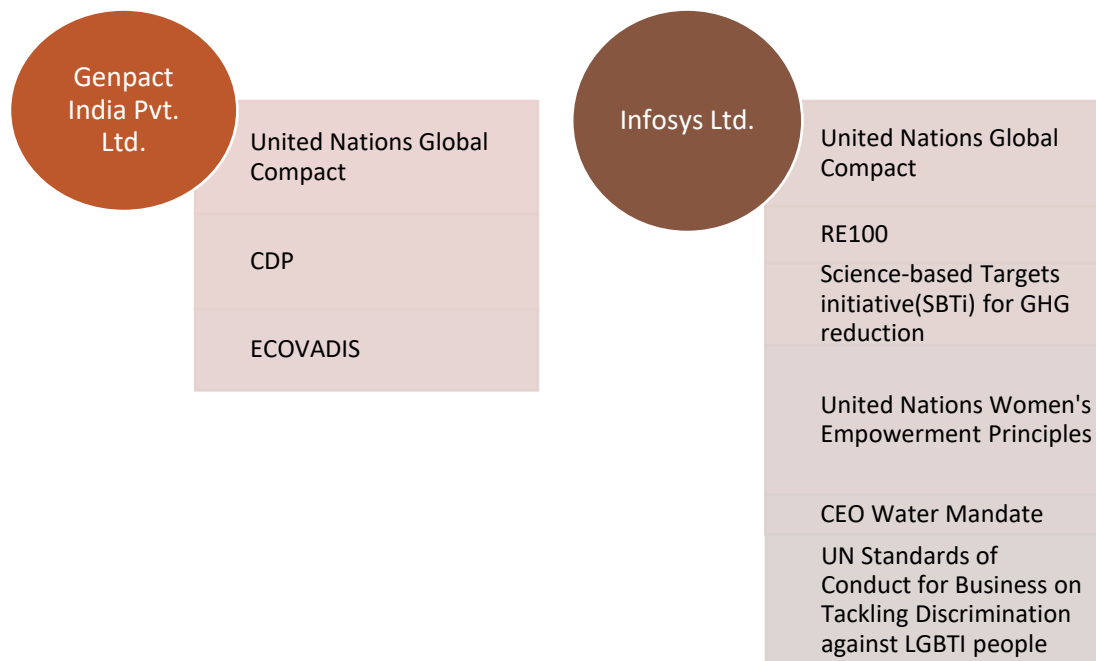 Genpact
India Pvt.
Ltd.
United Nations Global
Compact
CDP
ECOVADIS
Infosys Ltd.
United Nations Global
Compact
RE100
Science-based Targets
initiative(SBTi) for GHG
reduction
United Nations Women's
Empowerment Principles
CEO Water Mandate
UN Standards of
Conduct for Business on
Tackling Discrimination
against LGBTI people